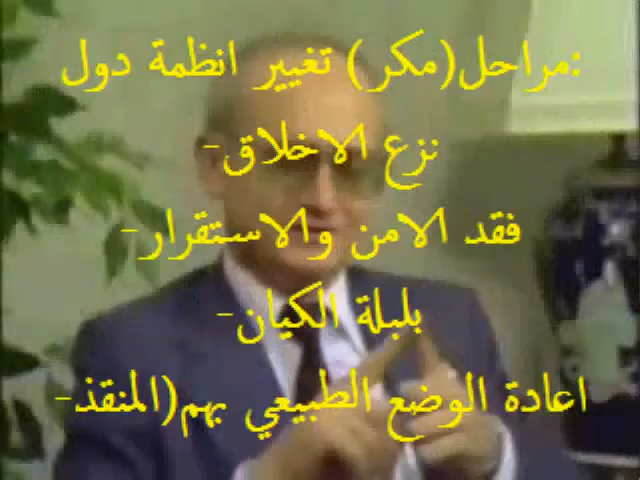 مراحل(مكر) تغيير انظمة دول:
نزع الاخلاق-
فقد الامن والاستقرار-
بلبلة الكيان-
اعادة الوضع الطبيعي بهم(المنقذ-